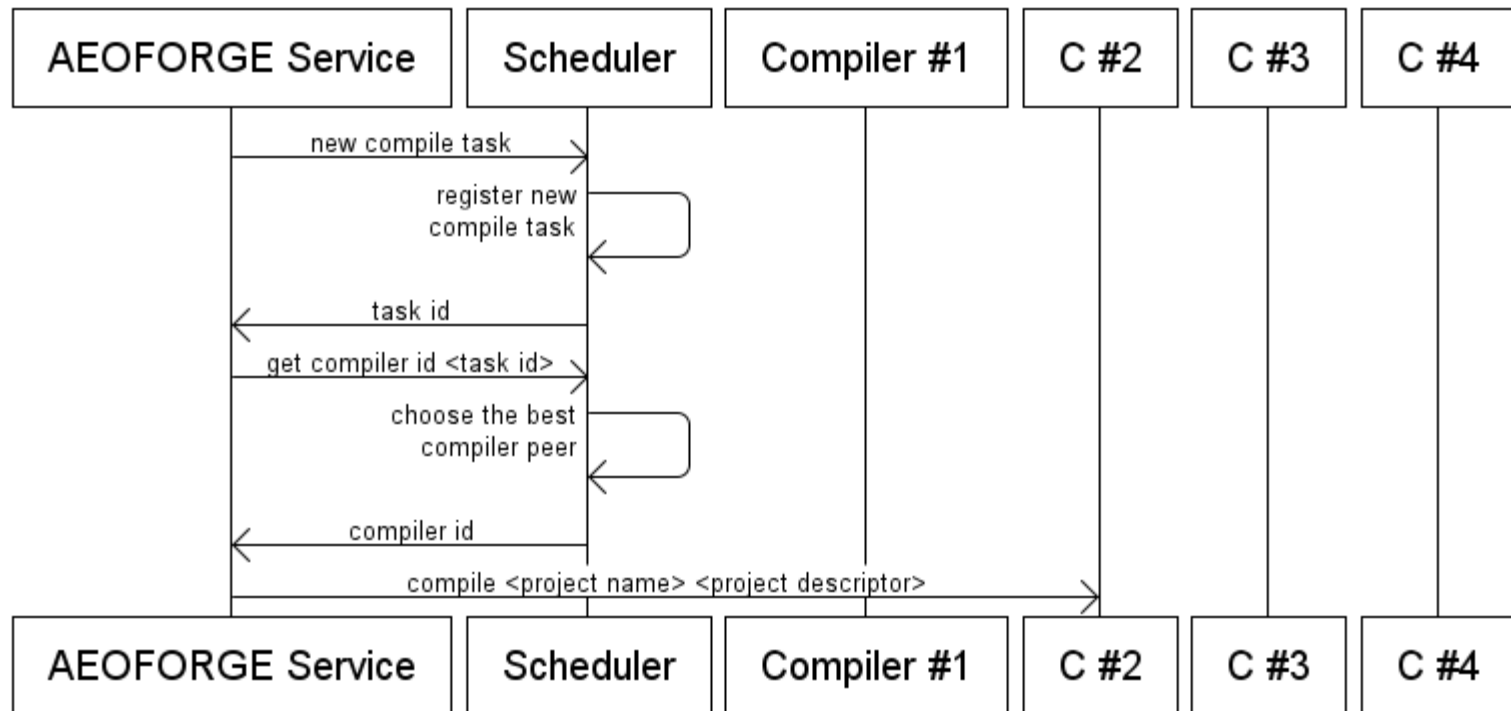 AEOFORGE Service
Scheduler
Compiler #1
C #2
C #3
C #4
new compile task
register new
compile task
task id
get compiler id <task id>
choose the best
compiler peer
compiler id
compile <project name> <project descriptor>
AEOFORGE Service
Scheduler
Compiler #1
C #2
C #3
C #4